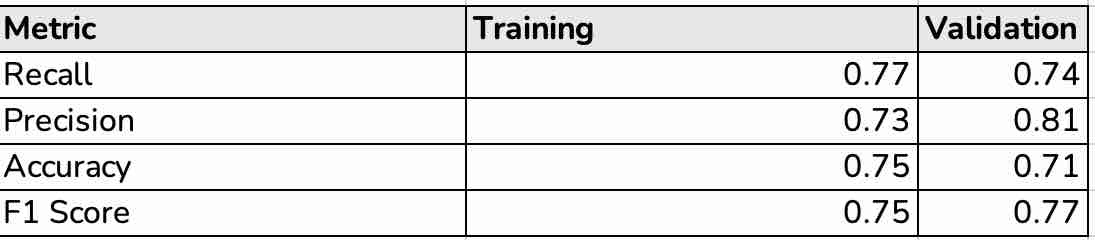 Metric Training Validation
Recall 0.77 0.74
Precision 0.73 0.81
Accuracy 0.75 0.71
F1 Score 0.75 0.77